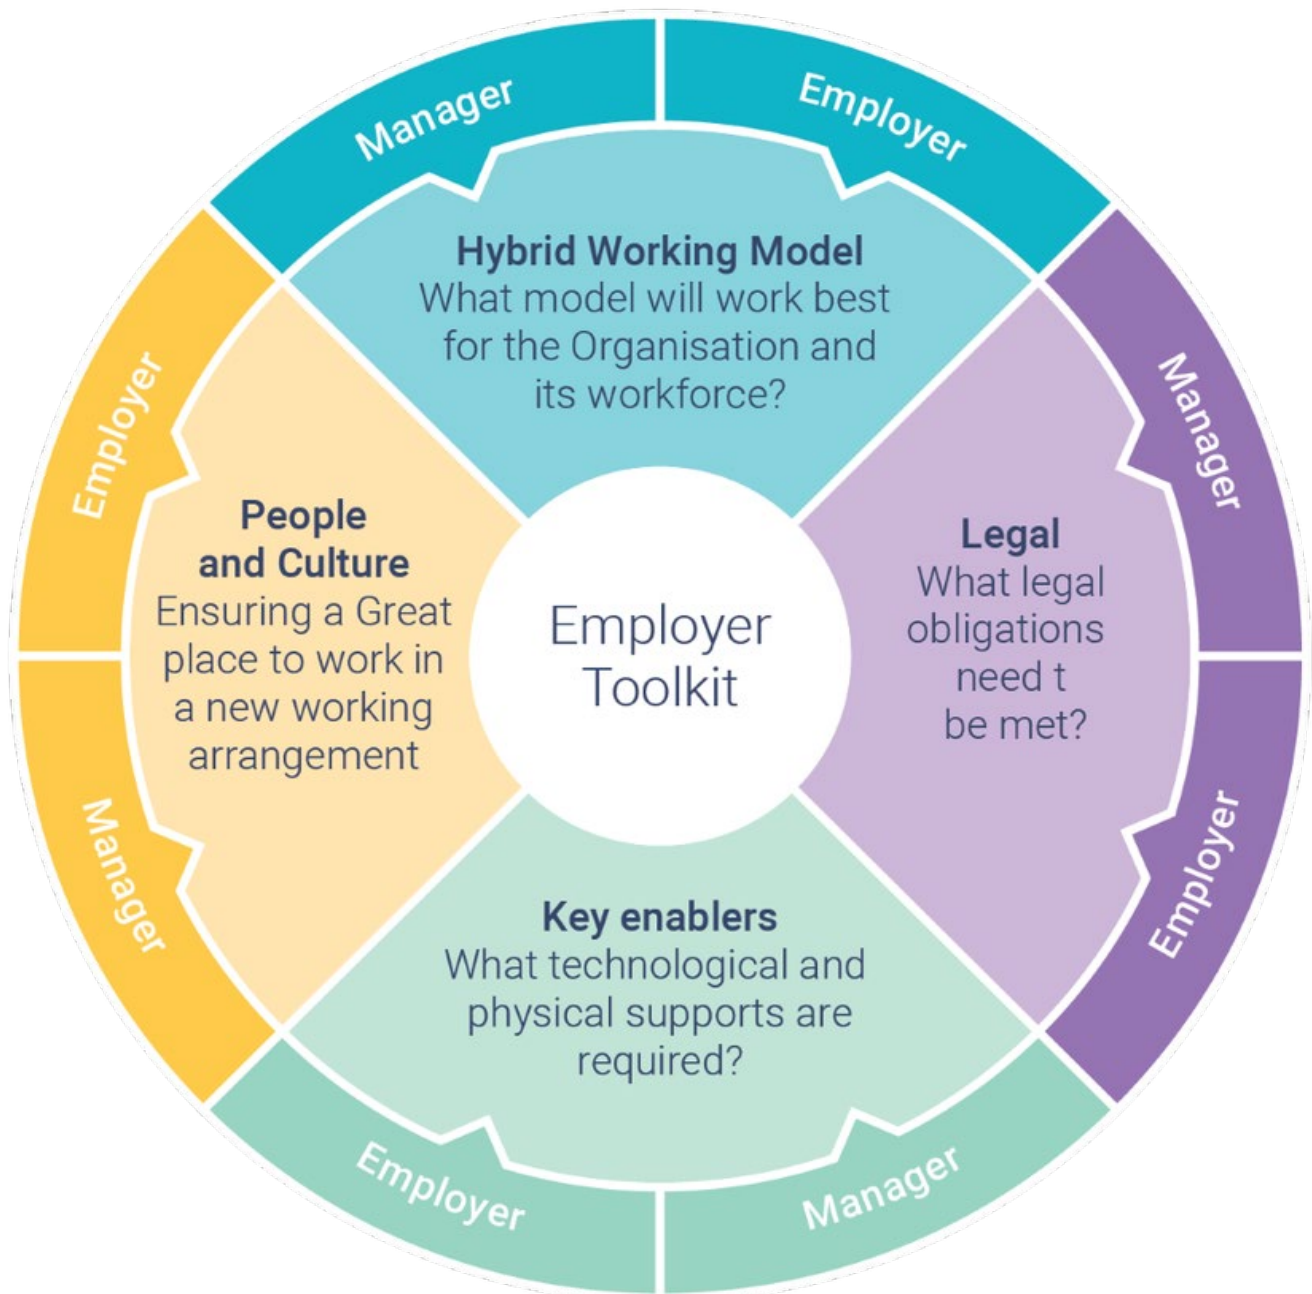 Manager
Employer
Hybrid Working Model
What model will work best
for the Organisation and
its workforce?
Manager
Legal
What legal
obligations
need t
be met?
Employer
Manager
Key enablers
What technological and
physical supports are
required?
Employer
Manager
People
and Culture
Ensuring a Great
place to work in
a new working
arrangement
Employer
Employer
Toolkit